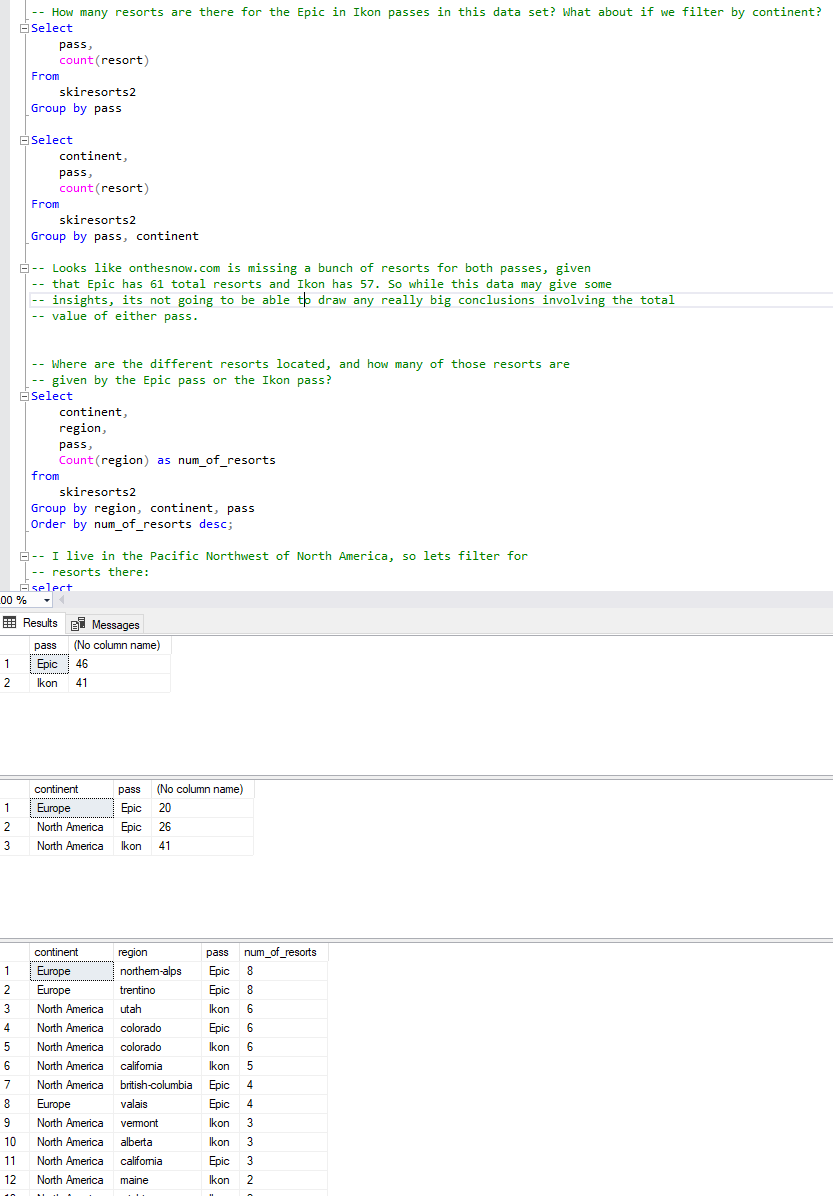 -- How many resorts are there for the Epic in Ikon passes in this data set? What about if we filter by continent?
Select
pass,
count(resort)
From
skiresorts2
Group by pass
Select
continent,
pass,
count(resort)
From
skiresorts2
Group by pass, continent
-- Looks like onthesnow.com is missing a bunch of resorts for both passes, given
-- that Epic has 61 total resorts and Ikon has 57. So while this data may give some
-- insights, its not going to be able to draw any really big conclusions involving the total
-- value of either pass.
-- Where are the different resorts located, and how many of those resorts are
-- given by the Epic pass or the Ikon pass?
Select
continent,
region,
pass,
Count(region) as num_of_resorts
from
skiresorts2
Group by region, continent, pass
Order by num_of_resorts desc;
-- I live in the Pacific Northwest of North America, so lets filter for
-- resorts there:
select
00 %
Results Messages
pass (No column name)
1 Epic 46
2 Ikon 41
continent pass (No column name)
1 Europe Epic 20
2 North America Epic 26
3 North America Ikon 41
continent region pass num_of_resorts
1 Europe northern-alps Epic 8
2 Europe trentino Epic 8
3 North America utah Ikon 6
4 North America colorado Epic 6
5 North America colorado Ikon 6
6 North America california Ikon 5
7 North America british-columbia Epic 4
8 Europe valais Epic 4
9 North America vermont Ikon 3
10 North America alberta Ikon 3
11 North America california Epic 3
12 North America maine Ikon 2